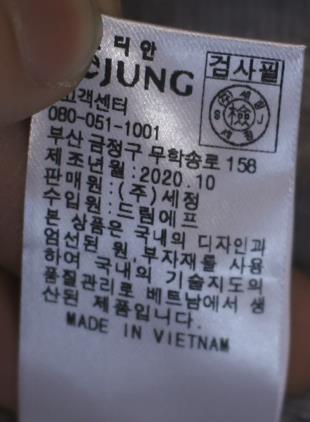 디안
JUNG
검사필
고객센터
080-051-1001
부산 금정구 무학송로 158
제조년월:2020.10
판매원:(주)세정
수입원:드림에프
본 상품은 국내의 디자인과
엄선된 원,부자재를 사용
하여 국내의 기술지도의
품질관리로 베트남에서 생
산된 제품입니다.
MADE IN VIETNAM